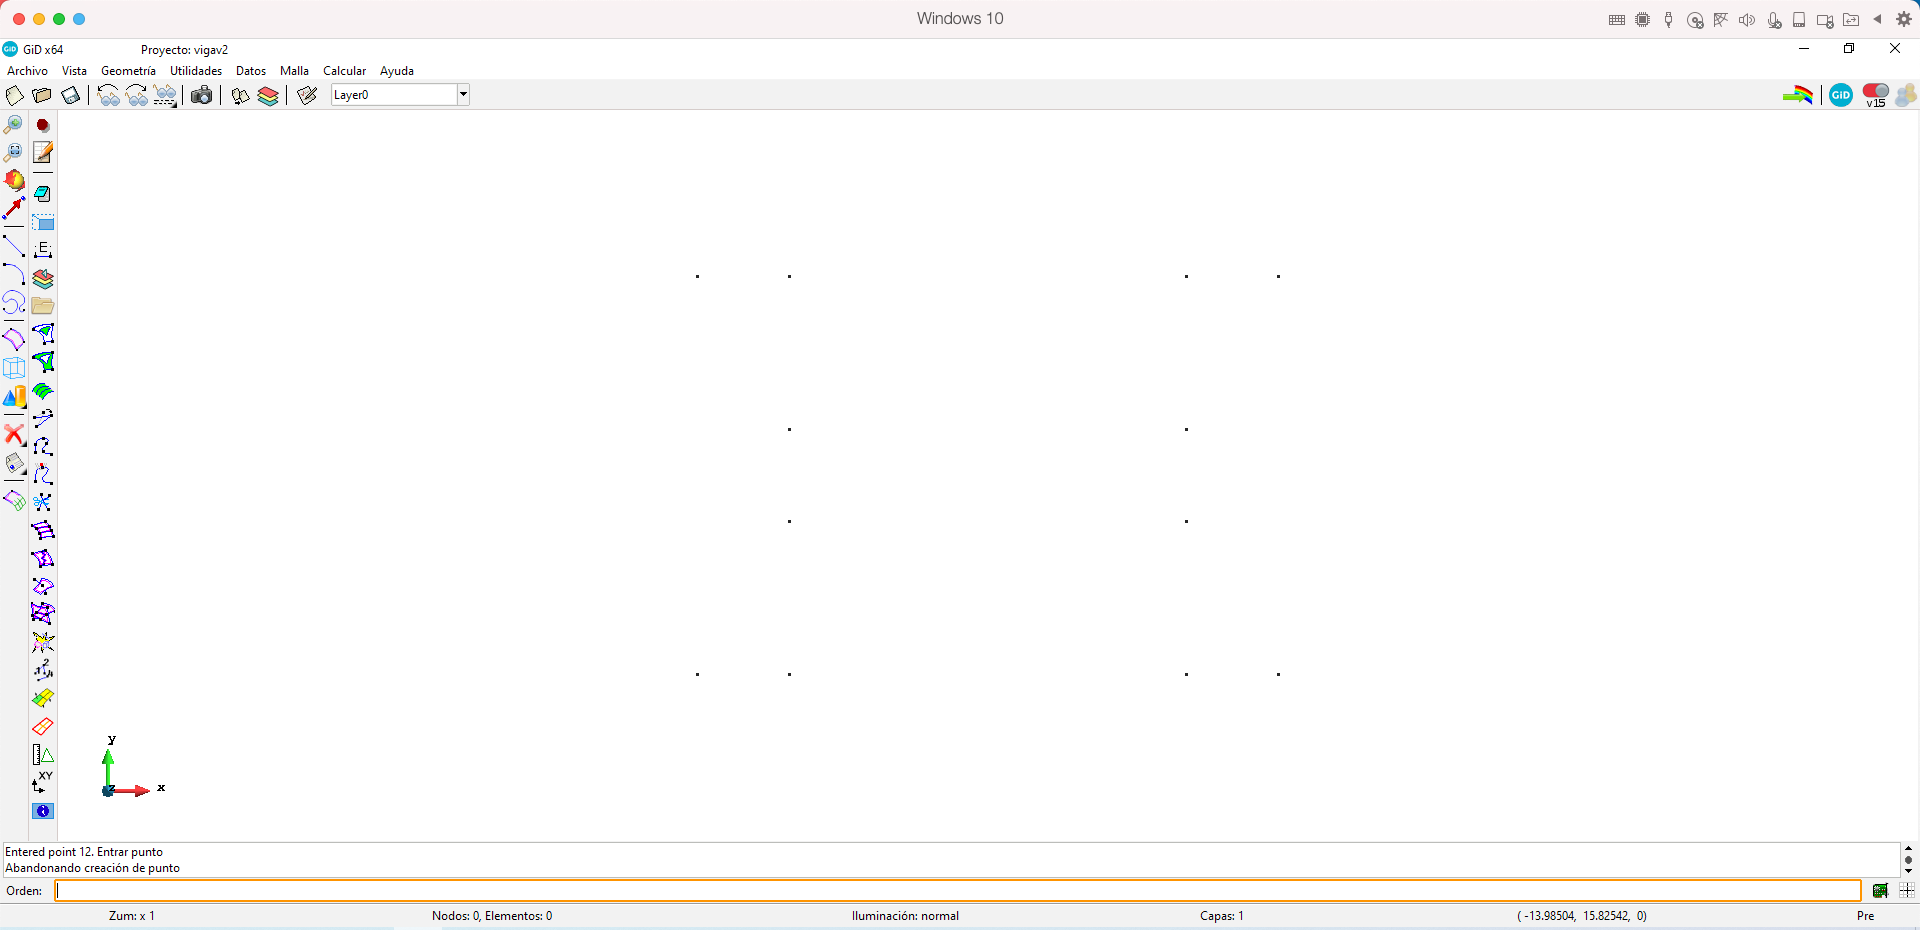 Windows 10
GiD x64 Proyecto: vigav2
Archivo Vista Geometría Utilidades Datos Malla Calcular Ayuda
Layer0
GiD
v15
E
2
XY
y
z
x
Entered point 12. Entrar punto
Abandonando creación de punto
Orden:
Zum: x 1 Nodos: 0, Elementos: 0 Iluminación: normal Capas: 1 ( -13.98504, 15.82542, 0) Pre